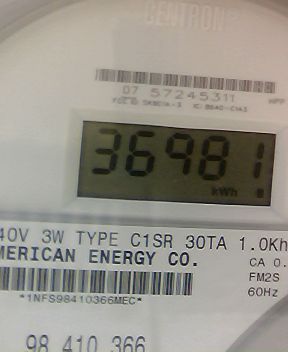 CENTRON
07 57245311
36981
kWh
40V 3W TYPE C1SR 30TA 1.0Kh
MERICAN ENERGY CO.
CA 0.
FM2S
60Hz
*1NFS98410366MEC*
98 410 366